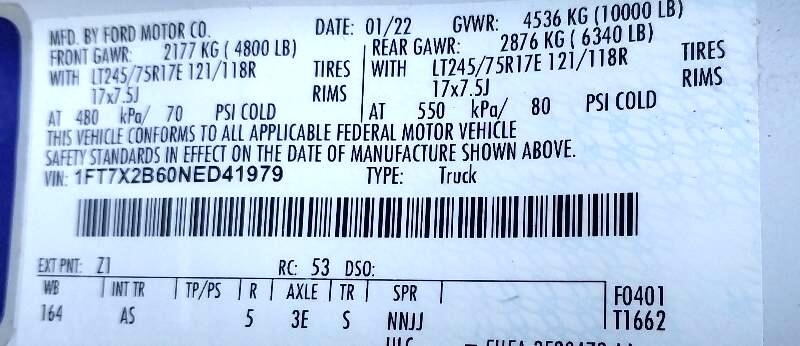 MFD. BY FORD MOTOR CO. DATE: 01/22 GVWR: 4536 KG (10000 LB)
FRONT GAWR: 2177 KG ( 4800 LB) REAR GAWR: 2876 KG ( 6340 LB)
WITH LT245/75R17E 121/118R TIRES WITH LT245/75R17E 121/118R TIRES
17x7.5J RIMS 17x7.5J RIMS
AT 480 kPa/ 70 PSI COLD AT 550 kPa/ 80 PSI COLD
THIS VEHICLE CONFORMS TO ALL APPLICABLE FEDERAL MOTOR VEHICLE
SAFETY STANDARDS IN EFFECT ON THE DATE OF MANUFACTURE SHOWN ABOVE.
VIN: 1FT7X2B60NED41979 TYPE: Truck
EXT PNT: Z1 RC: 53 DSO:
WB INT TR TP/PS R AXLE TR SPR F0401
164 AS 5 3E S NNJJ T1662